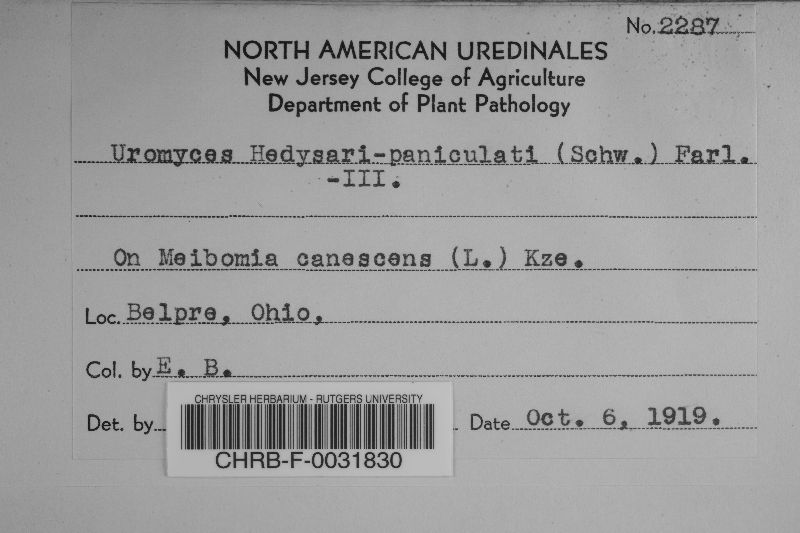 No. 2287
NORTH AMERICAN UREDINALES
New Jersey College of Agriculture
Department of Plant Pathology
Uromyces Hedysari-paniculati (Schw.) Farl.
-III.
On Meibomia canescens (L.) Kze.
Loc. Belpre, Ohio,
Col. by E. B.
Det. by
Date Oct. 6, 1919.
CHRYSLER HERBARIUM - RUTGERS UNIVERSITY
CHRB-F-0031830